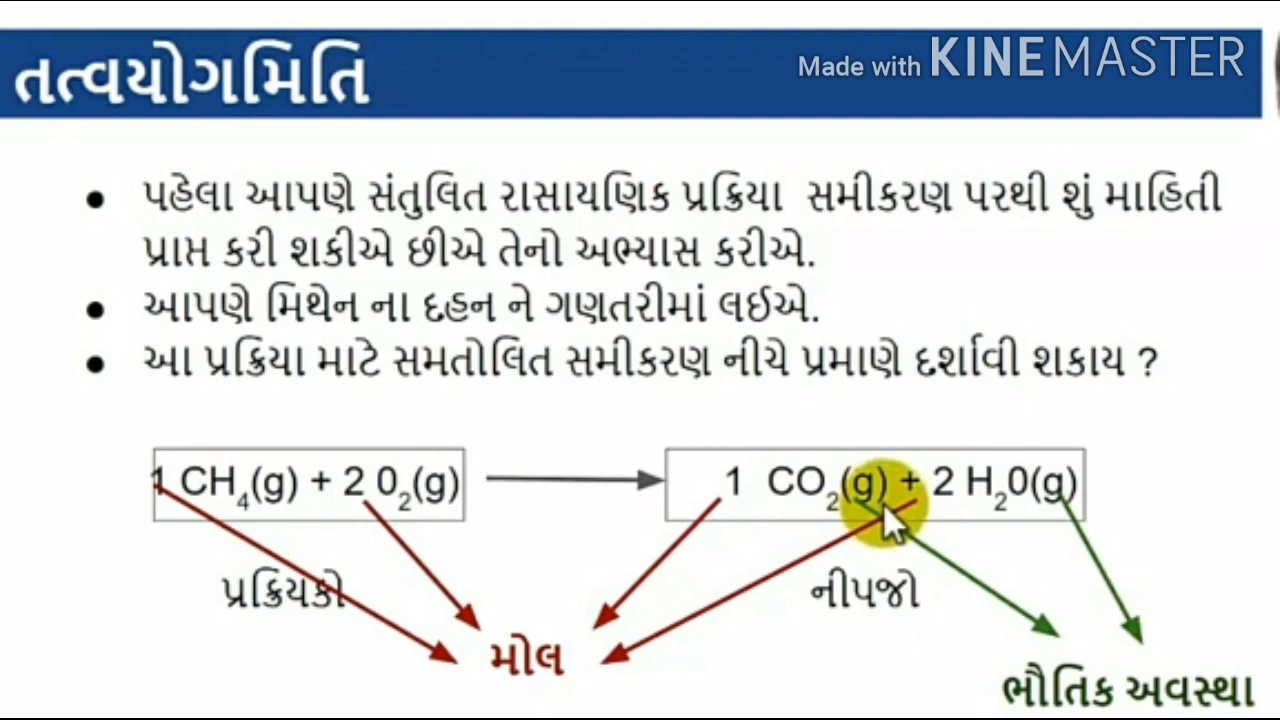 તત્વયોગમિતિ
Made with KINEMASTER
• પહેલા આપણે સંતુલિત રાસાયણિક પ્રક્રિયા સમીકરણ પરથી શું માહિતી
પ્રાપ્ત કરી શકીએ છીએ તેનો અભ્યાસ કરીએ.
• આપણે મિથેન ના દહન ને ગણતરીમાં લઈએ.
• આ પ્રક્રિયા માટે સમતોલિત સમીકરણ નીચે પ્રમાણે દર્શાવી શકાય ?
1 CH₄(g) + 2 0₂(g) → 1 CO₂(g) + 2 H₂0(g)
પ્રક્રિયકો નીપજો
મોલ
ભૌતિક અવસ્થા